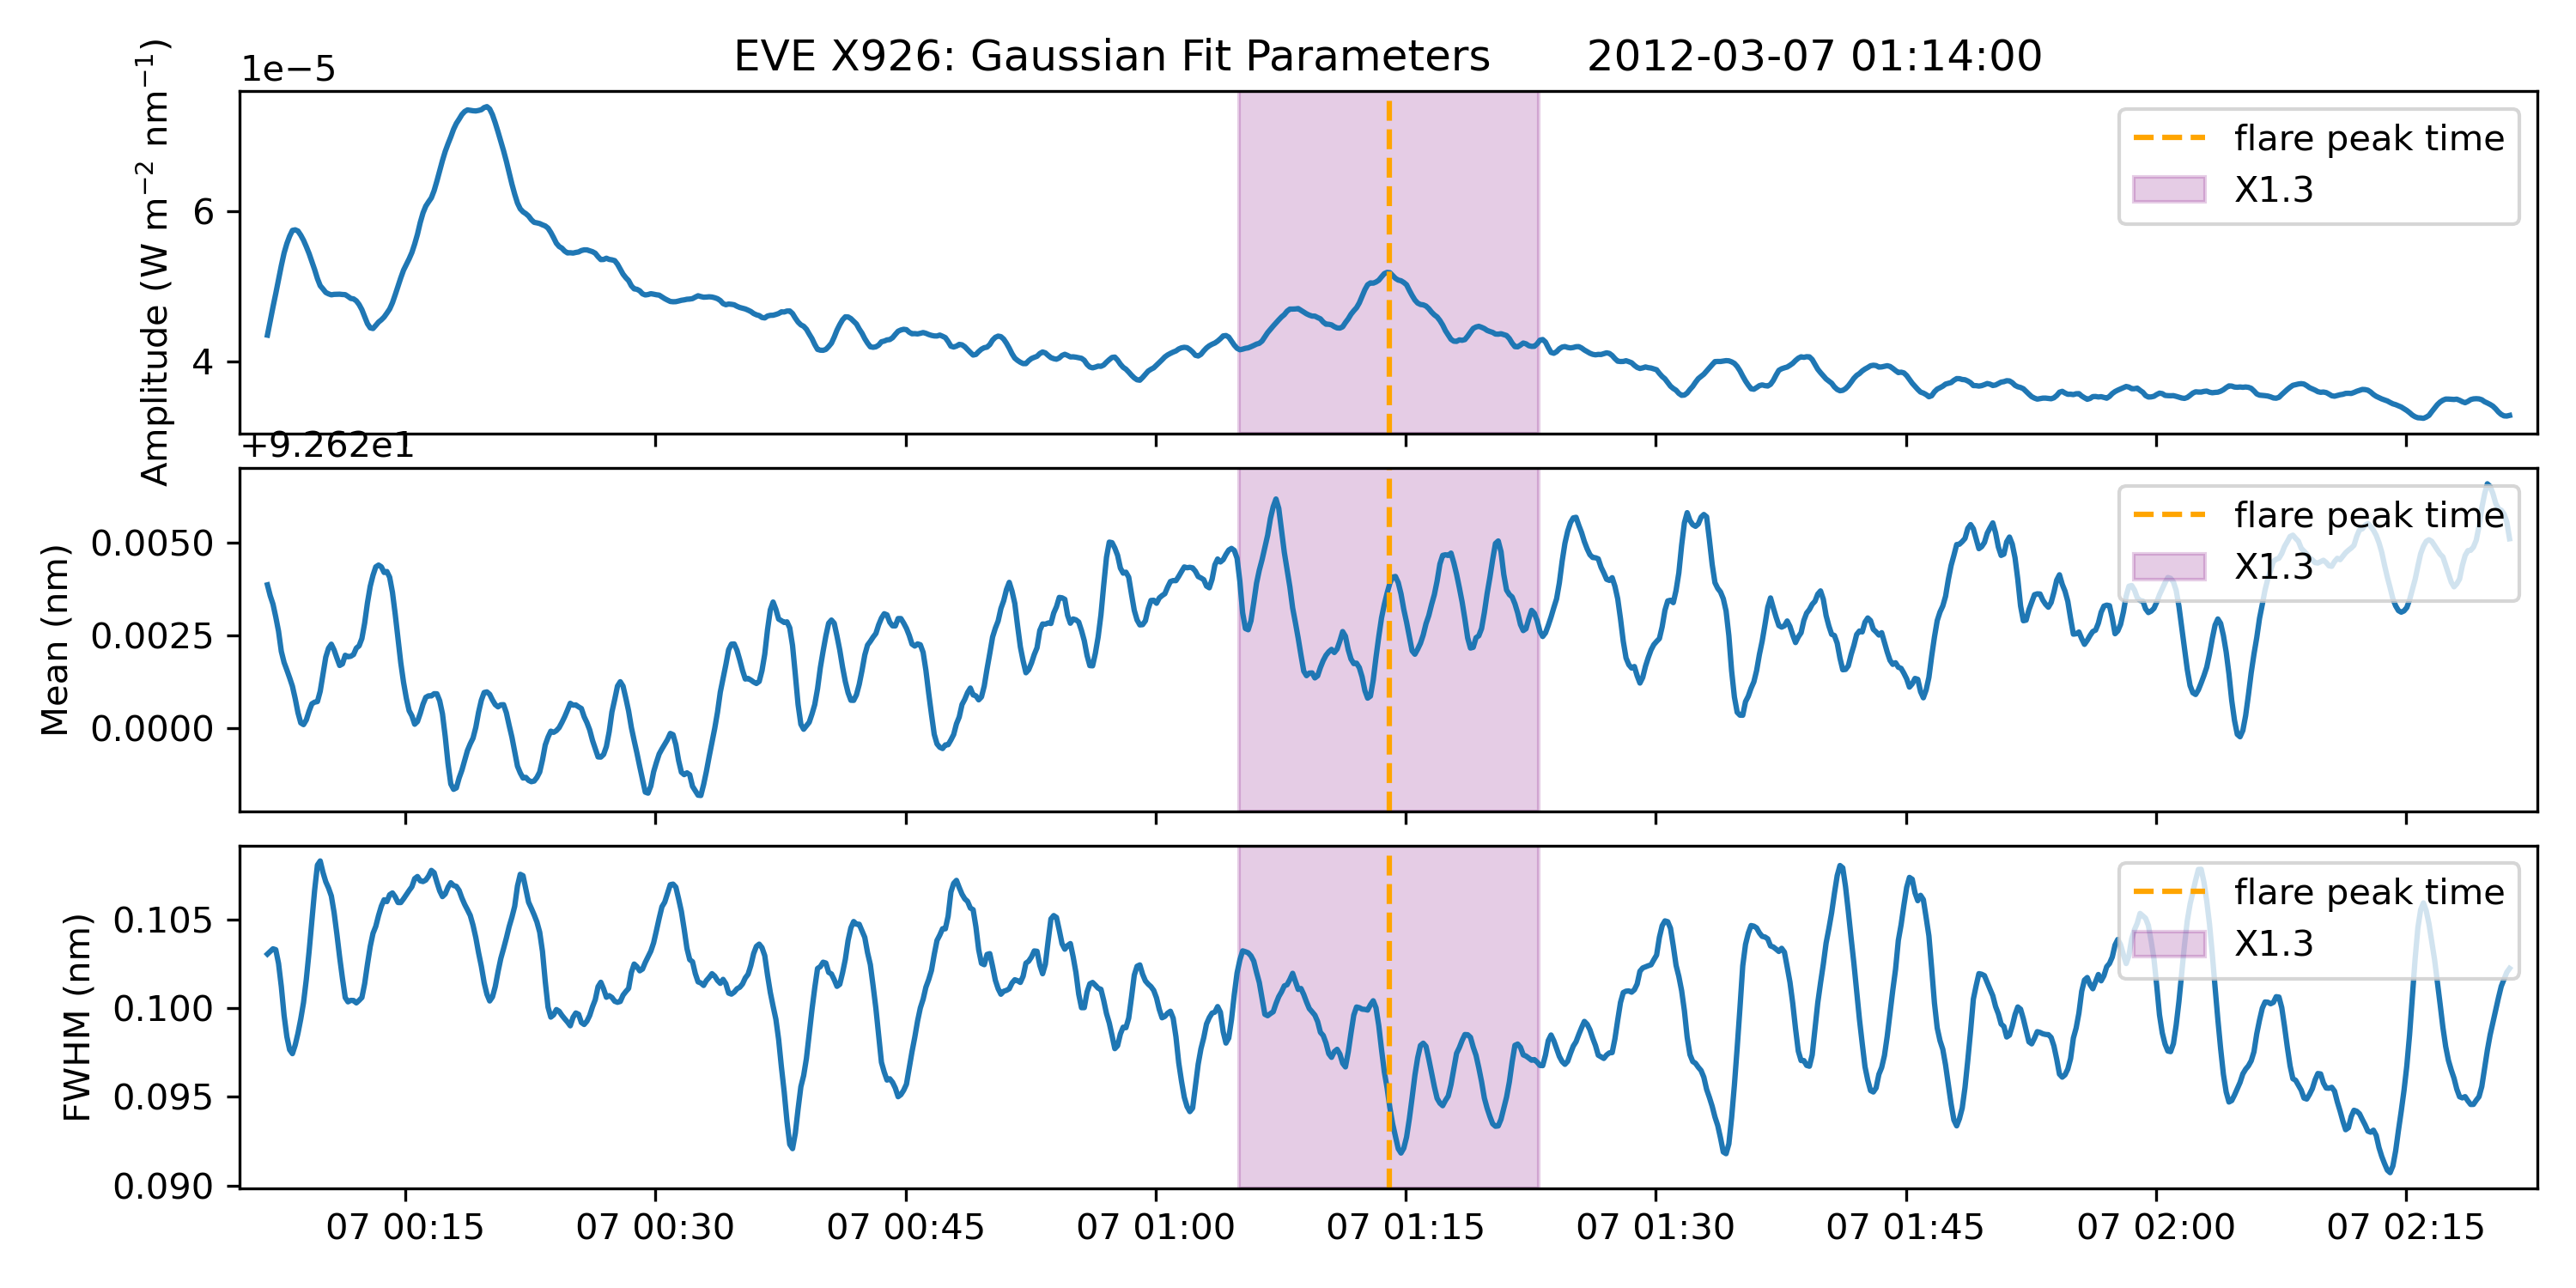 EVE X926: Gaussian Fit Parameters 2012-03-07 01:14:00
1e−5
Amplitude (W m⁻² nm⁻¹)
6
4
flare peak time
X1.3
+9.262e1
Mean (nm)
0.0050
0.0025
0.0000
flare peak time
X1.3
FWHM (nm)
0.105
0.100
0.095
0.090
flare peak time
X1.3
07 00:15 07 00:30 07 00:45 07 01:00 07 01:15 07 01:30 07 01:45 07 02:00 07 02:15